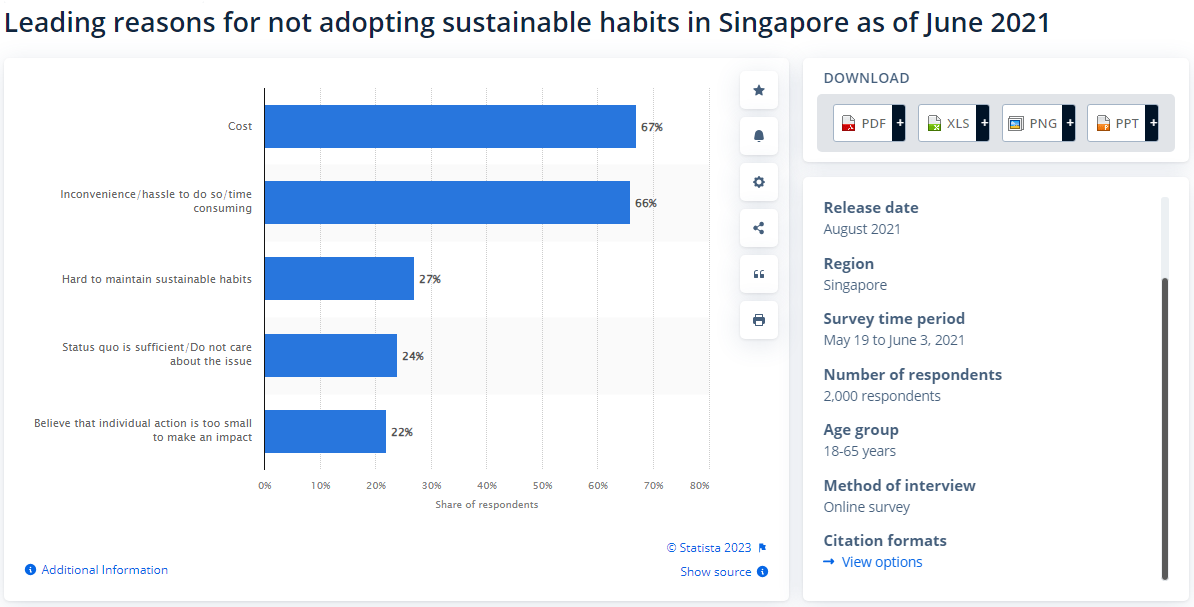 Leading reasons for not adopting sustainable habits in Singapore as of June 2021
Cost
67%
Inconvenience/hassle to do so/time
consuming
66%
Hard to maintain sustainable habits
27%
Status quo is sufficient/Do not care
about the issue
24%
Believe that individual action is too small
to make an impact
22%
0% 10% 20% 30% 40% 50% 60% 70% 80%
Share of respondents
© Statista 2023
Additional Information
Show source
DOWNLOAD
PDF + XLS + PNG + PPT +
Release date
August 2021
Region
Singapore
Survey time period
May 19 to June 3, 2021
Number of respondents
2,000 respondents
Age group
18-65 years
Method of interview
Online survey
Citation formats
→ View options